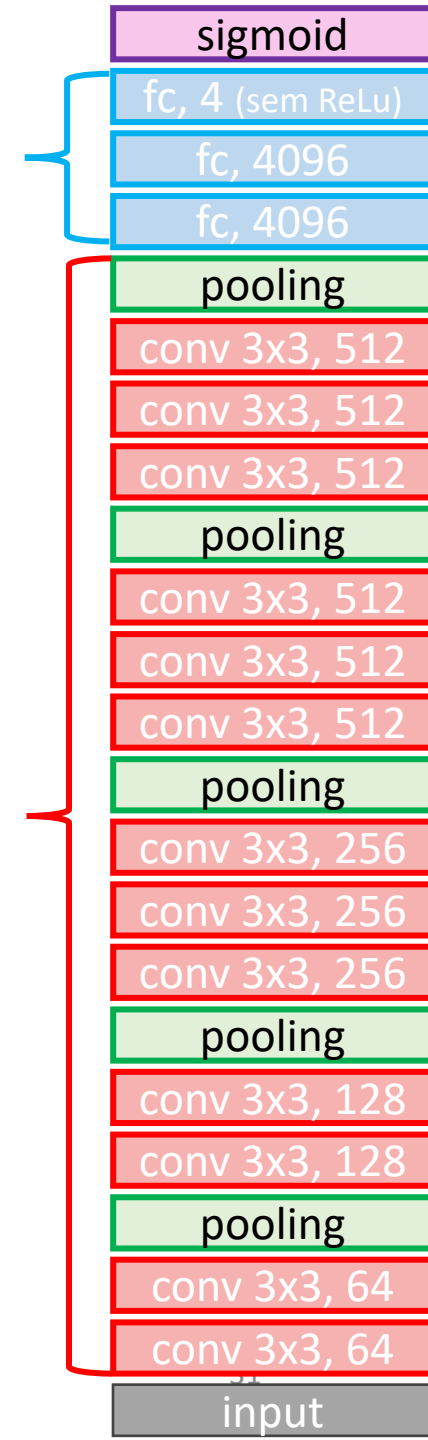 sigmoid
fc, 4 (sem ReLu)
fc, 4096
fc, 4096
pooling
conv 3x3, 512
conv 3x3, 512
conv 3x3, 512
pooling
conv 3x3, 512
conv 3x3, 512
conv 3x3, 512
pooling
conv 3x3, 256
conv 3x3, 256
conv 3x3, 256
pooling
conv 3x3, 128
conv 3x3, 128
pooling
conv 3x3, 64
conv 3x3, 64
input